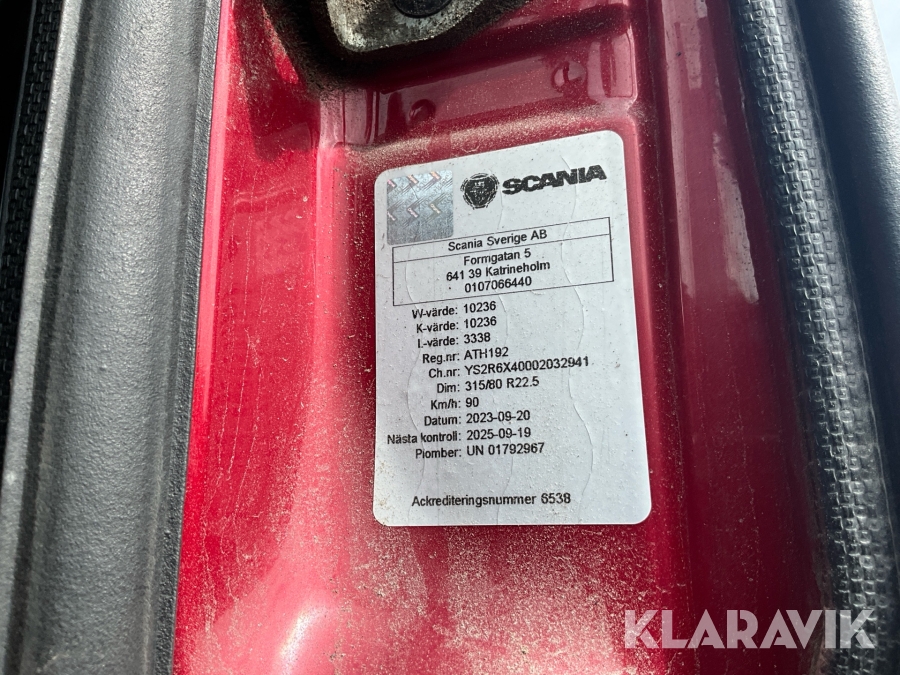 SCANIA
Scania Sverige AB
Formgatan 5
641 39 Katrineholm
0107066440
W-värde: 10236
K-värde: 10236
L-värde: 3338
Reg.nr: ATH192
Ch.nr: YS2R6X40002032941
Dim: 315/80 R22.5
Km/h: 90
Datum: 2023-09-20
Nästa kontroll: 2025-09-19
Plomber: UN 01792967
Ackrediteringsnummer 6538
KLARAVIK